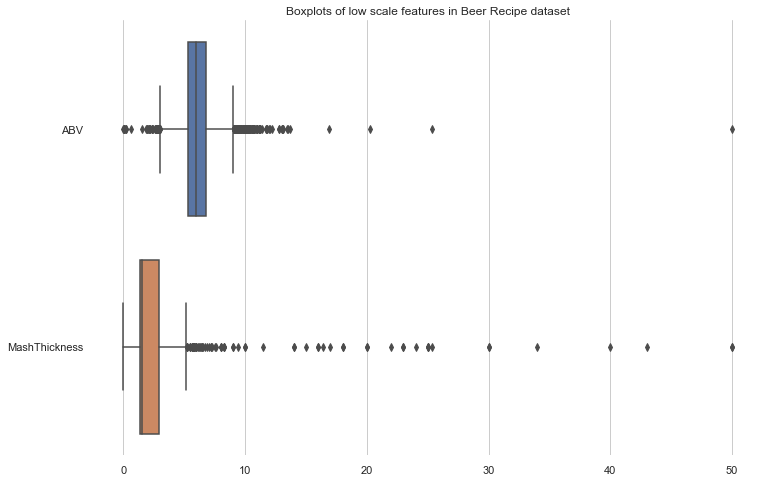 Boxplots of low scale features in Beer Recipe dataset
ABV
MashThickness
0 10 20 30 40 50